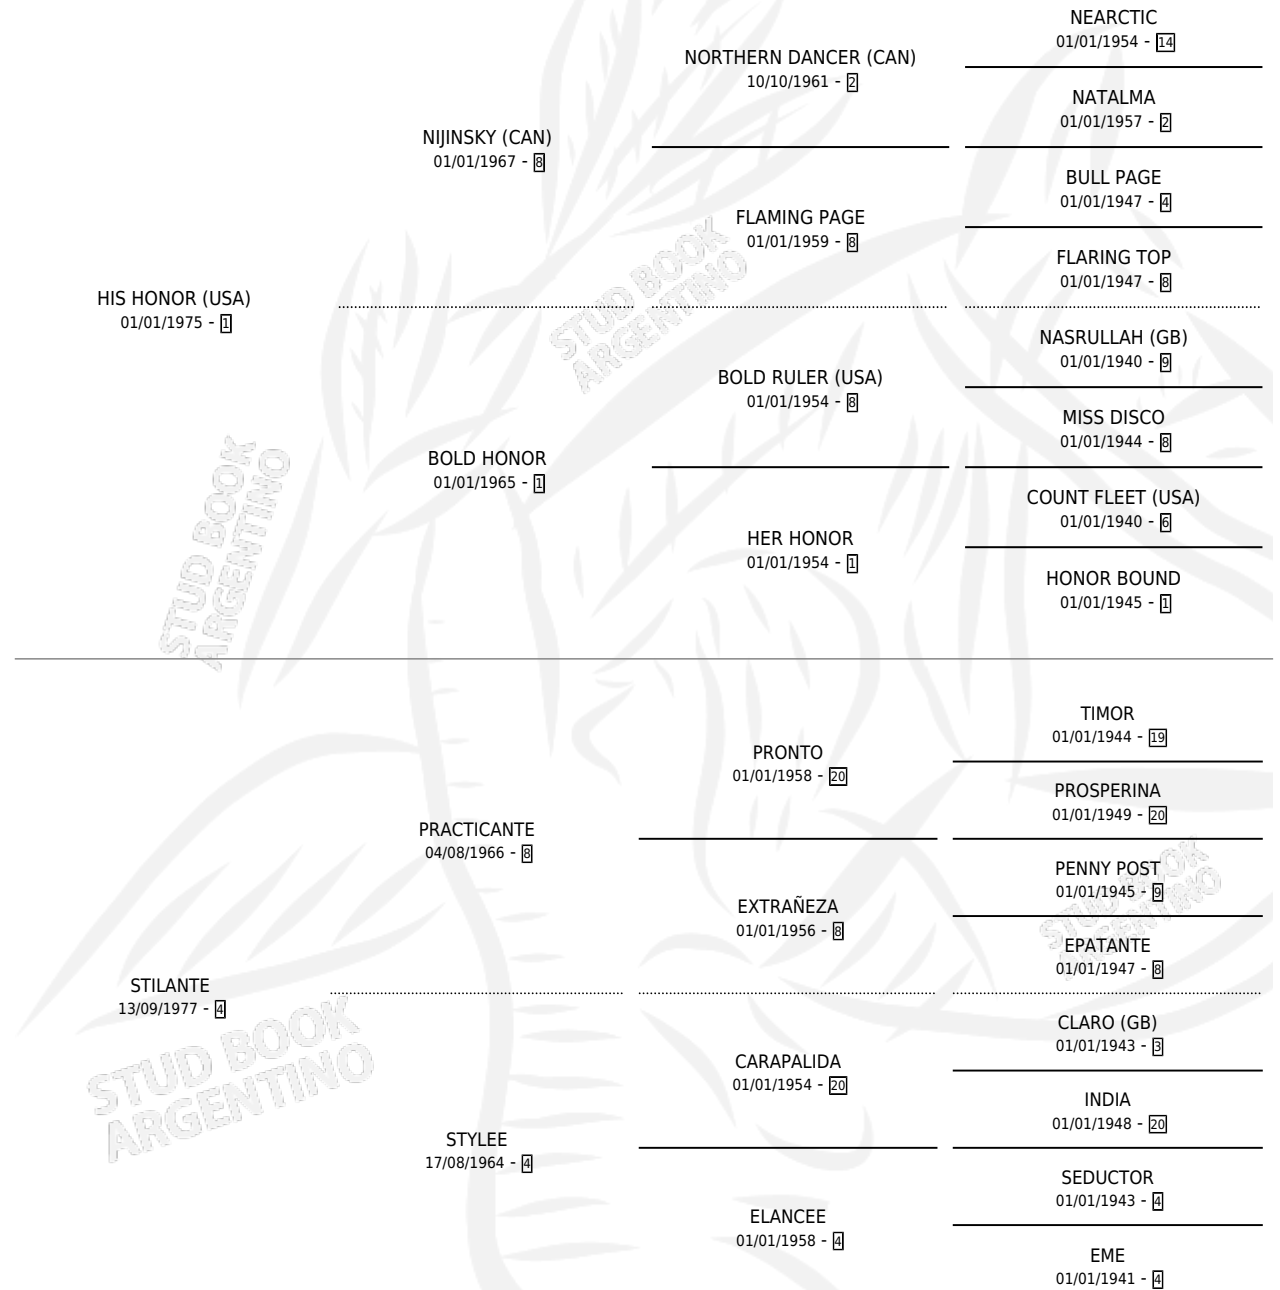 NEARCTIC
01/01/1954 - 14
NORTHERN DANCER (CAN)
10/10/1961 - 2
NATALMA
01/01/1957 - 2
NIJINSKY (CAN)
01/01/1967 - 8
BULL PAGE
01/01/1947 - 4
FLAMING PAGE
01/01/1959 - 8
FLARING TOP
01/01/1947 - 8
HIS HONOR (USA)
01/01/1975 - 1
STUD BOOK
ARGENTINO
NASRULLAH (GB)
01/01/1940 - 9
BOLD RULER (USA)
01/01/1954 - 8
MISS DISCO
01/01/1944 - 8
BOLD HONOR
01/01/1965 - 1
STUD BOOK
ARGENTINO
COUNT FLEET (USA)
01/01/1940 - 6
HER HONOR
01/01/1954 - 1
HONOR BOUND
01/01/1945 - 1
TIMOR
01/01/1944 - 19
PRONTO
01/01/1958 - 20
PROSPERINA
01/01/1949 - 20
PRACTICANTE
04/08/1966 - 8
PENNY POST
01/01/1945 - 9
STUD BOOK
ARGENTINO
EXTRAÑEZA
01/01/1956 - 8
EPATANTE
01/01/1947 - 8
STILANTE
13/09/1977 - 4
STUD BOOK
ARGENTINO
CLARO (GB)
01/01/1943 - 3
CARAPALIDA
01/01/1954 - 20
INDIA
01/01/1948 - 20
STYLEE
17/08/1964 - 4
SEDUCTOR
01/01/1943 - 4
ELANCEE
01/01/1958 - 4
EME
01/01/1941 - 4